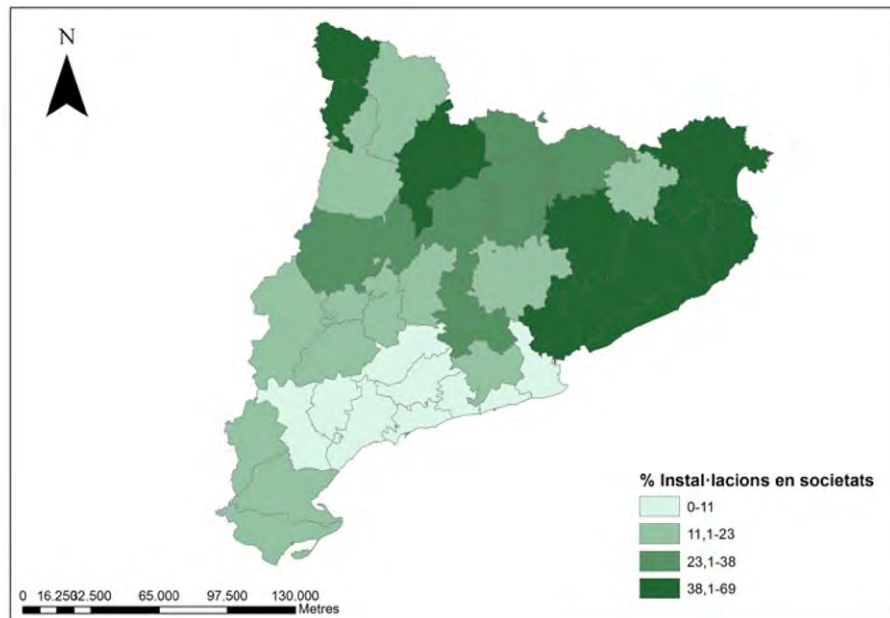 N
% Instal·lacions en societats
0-11
11,1-23
23,1-38
38,1-69
0 16.250 32.500 65.000 97.500 130.000
Metres